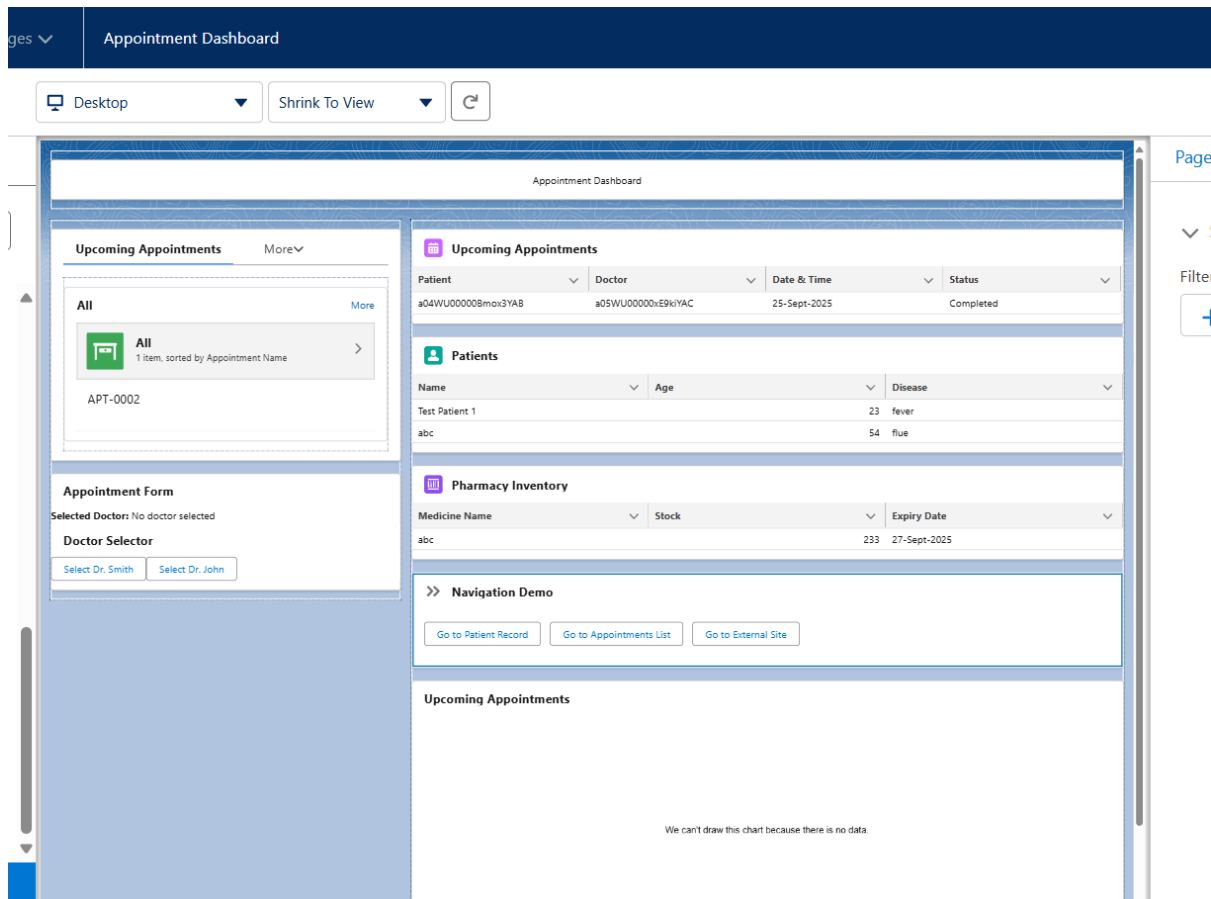 ges
Appointment Dashboard
Desktop
Shrink To View
Page
Filte
Appointment Dashboard
Upcoming Appointments More
All More
All
1 item, sorted by Appointment Name
APT-0002
Appointment Form
Selected Doctor: No doctor selected
Doctor Selector
Select Dr. Smith Select Dr. John
Upcoming Appointments
Patient Doctor Date & Time Status
a04WU00000Bmox3YAB a05WU00000xE9kiYAC 25-Sept-2025 Completed
Patients
Name Age Disease
Test Patient 1 23 fever
abc 54 flue
Pharmacy Inventory
Medicine Name Stock Expiry Date
abc 233 27-Sept-2025
Navigation Demo
Go to Patient Record Go to Appointments List Go to External Site
Upcoming Appointments
We can't draw this chart because there is no data.